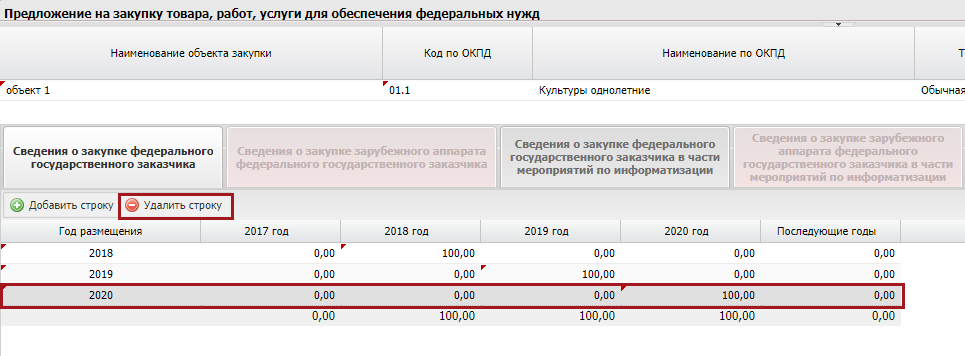 Предложение на закупку товара, работ, услуги для обеспечения федеральных нужд
Наименование объекта закупки Код по ОКПД Наименование по ОКПД Т
объект 1 01.1 Культуры однолетние Обычная
Сведения о закупке федерального
государственного заказчика
Сведения о закупке зарубежного аппарата
федерального государственного заказчика
Сведения о закупке федерального
государственного заказчика в части
мероприятий по информатизации
Сведения о закупке зарубежного
аппарата федерального
государственного заказчика в части
мероприятий по информатизации
Добавить строку Удалить строку
Год размещения 2017 год 2018 год 2019 год 2020 год Последующие годы
2018 0,00 100,00 0,00 0,00 0,00
2019 0,00 0,00 100,00 0,00 0,00
2020 0,00 0,00 0,00 100,00 0,00
0,00 100,00 100,00 100,00 0,00